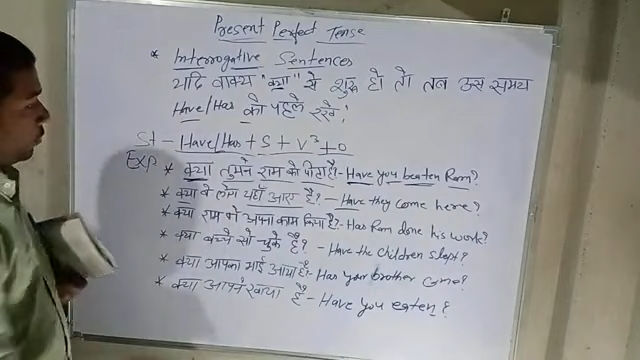 Present Perfect Tense
* Interrogative Sentences
यदि वाक्य "क्या" से शुरू हो तो तब उस समय
Have/Has को पहले रखें!
St - Have/Has + S + V³ + O
Exp * क्या तुमने राम को पीटा है? - Have you beaten Ram?
* क्या वे लोग यहाँ आए हैं? - Have they come here?
* क्या राम ने अपना काम किया है? - Has Ram done his work?
* क्या बच्चे सो चुके हैं? - Have the children slept?
* क्या आपका भाई आया है? - Has your brother come?
* क्या आपने खाया है - Have you eaten?